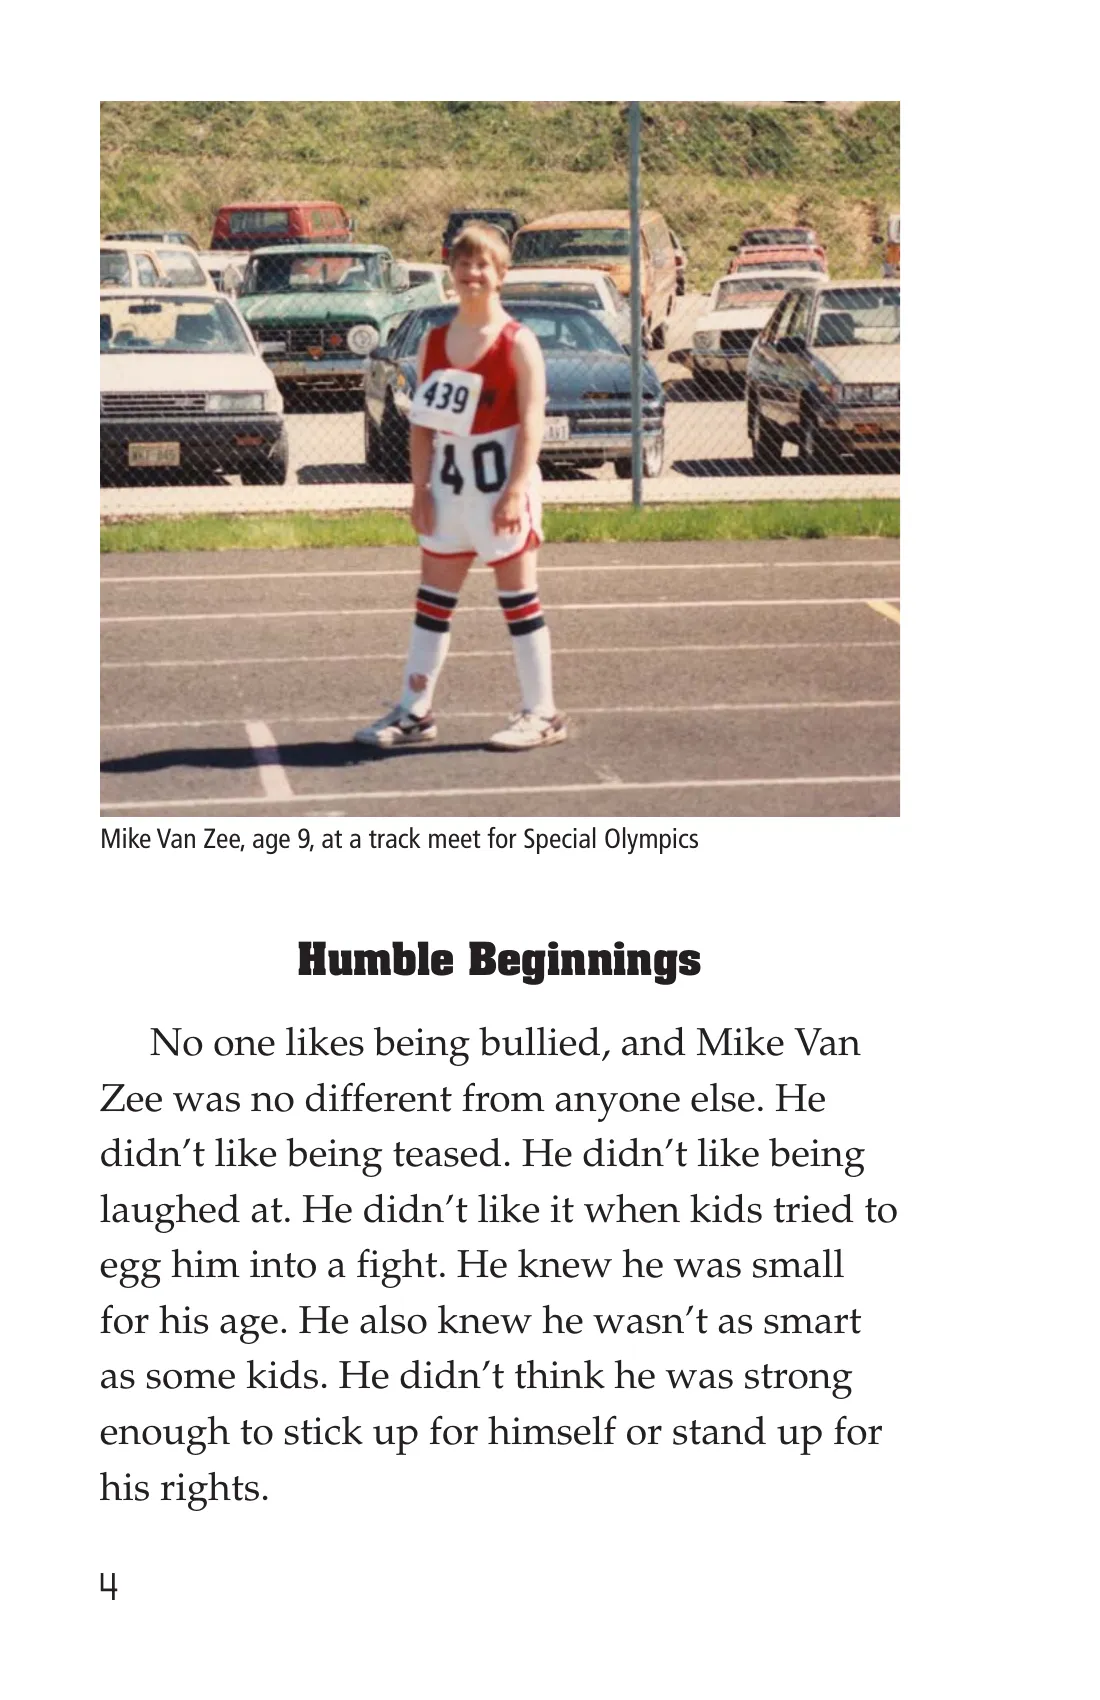 439
40
Mike Van Zee, age 9, at a track meet for Special Olympics
Humble Beginnings
No one likes being bullied, and Mike Van
Zee was no different from anyone else. He
didn’t like being teased. He didn’t like being
laughed at. He didn’t like it when kids tried to
egg him into a fight. He knew he was small
for his age. He also knew he wasn’t as smart
as some kids. He didn’t think he was strong
enough to stick up for himself or stand up for
his rights.
4